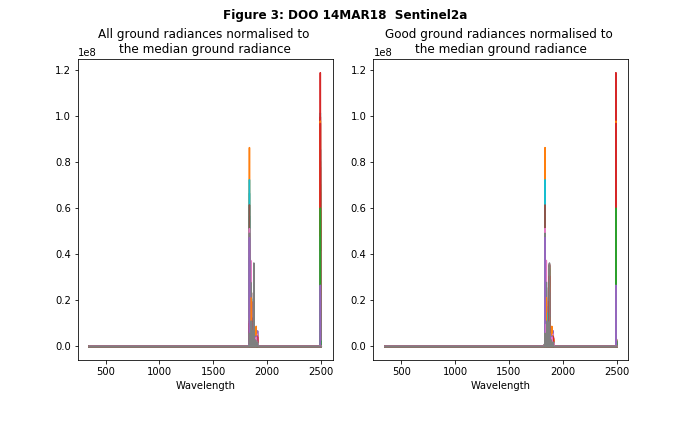 Figure 3: DOO 14MAR18  Sentinel2a
All ground radiances normalised to
the median ground radiance
1e8
1.2
1.0
0.8
0.6
0.4
0.2
0.0
500 1000 1500 2000 2500
Wavelength
Good ground radiances normalised to
the median ground radiance
1e8
1.2
1.0
0.8
0.6
0.4
0.2
0.0
500 1000 1500 2000 2500
Wavelength